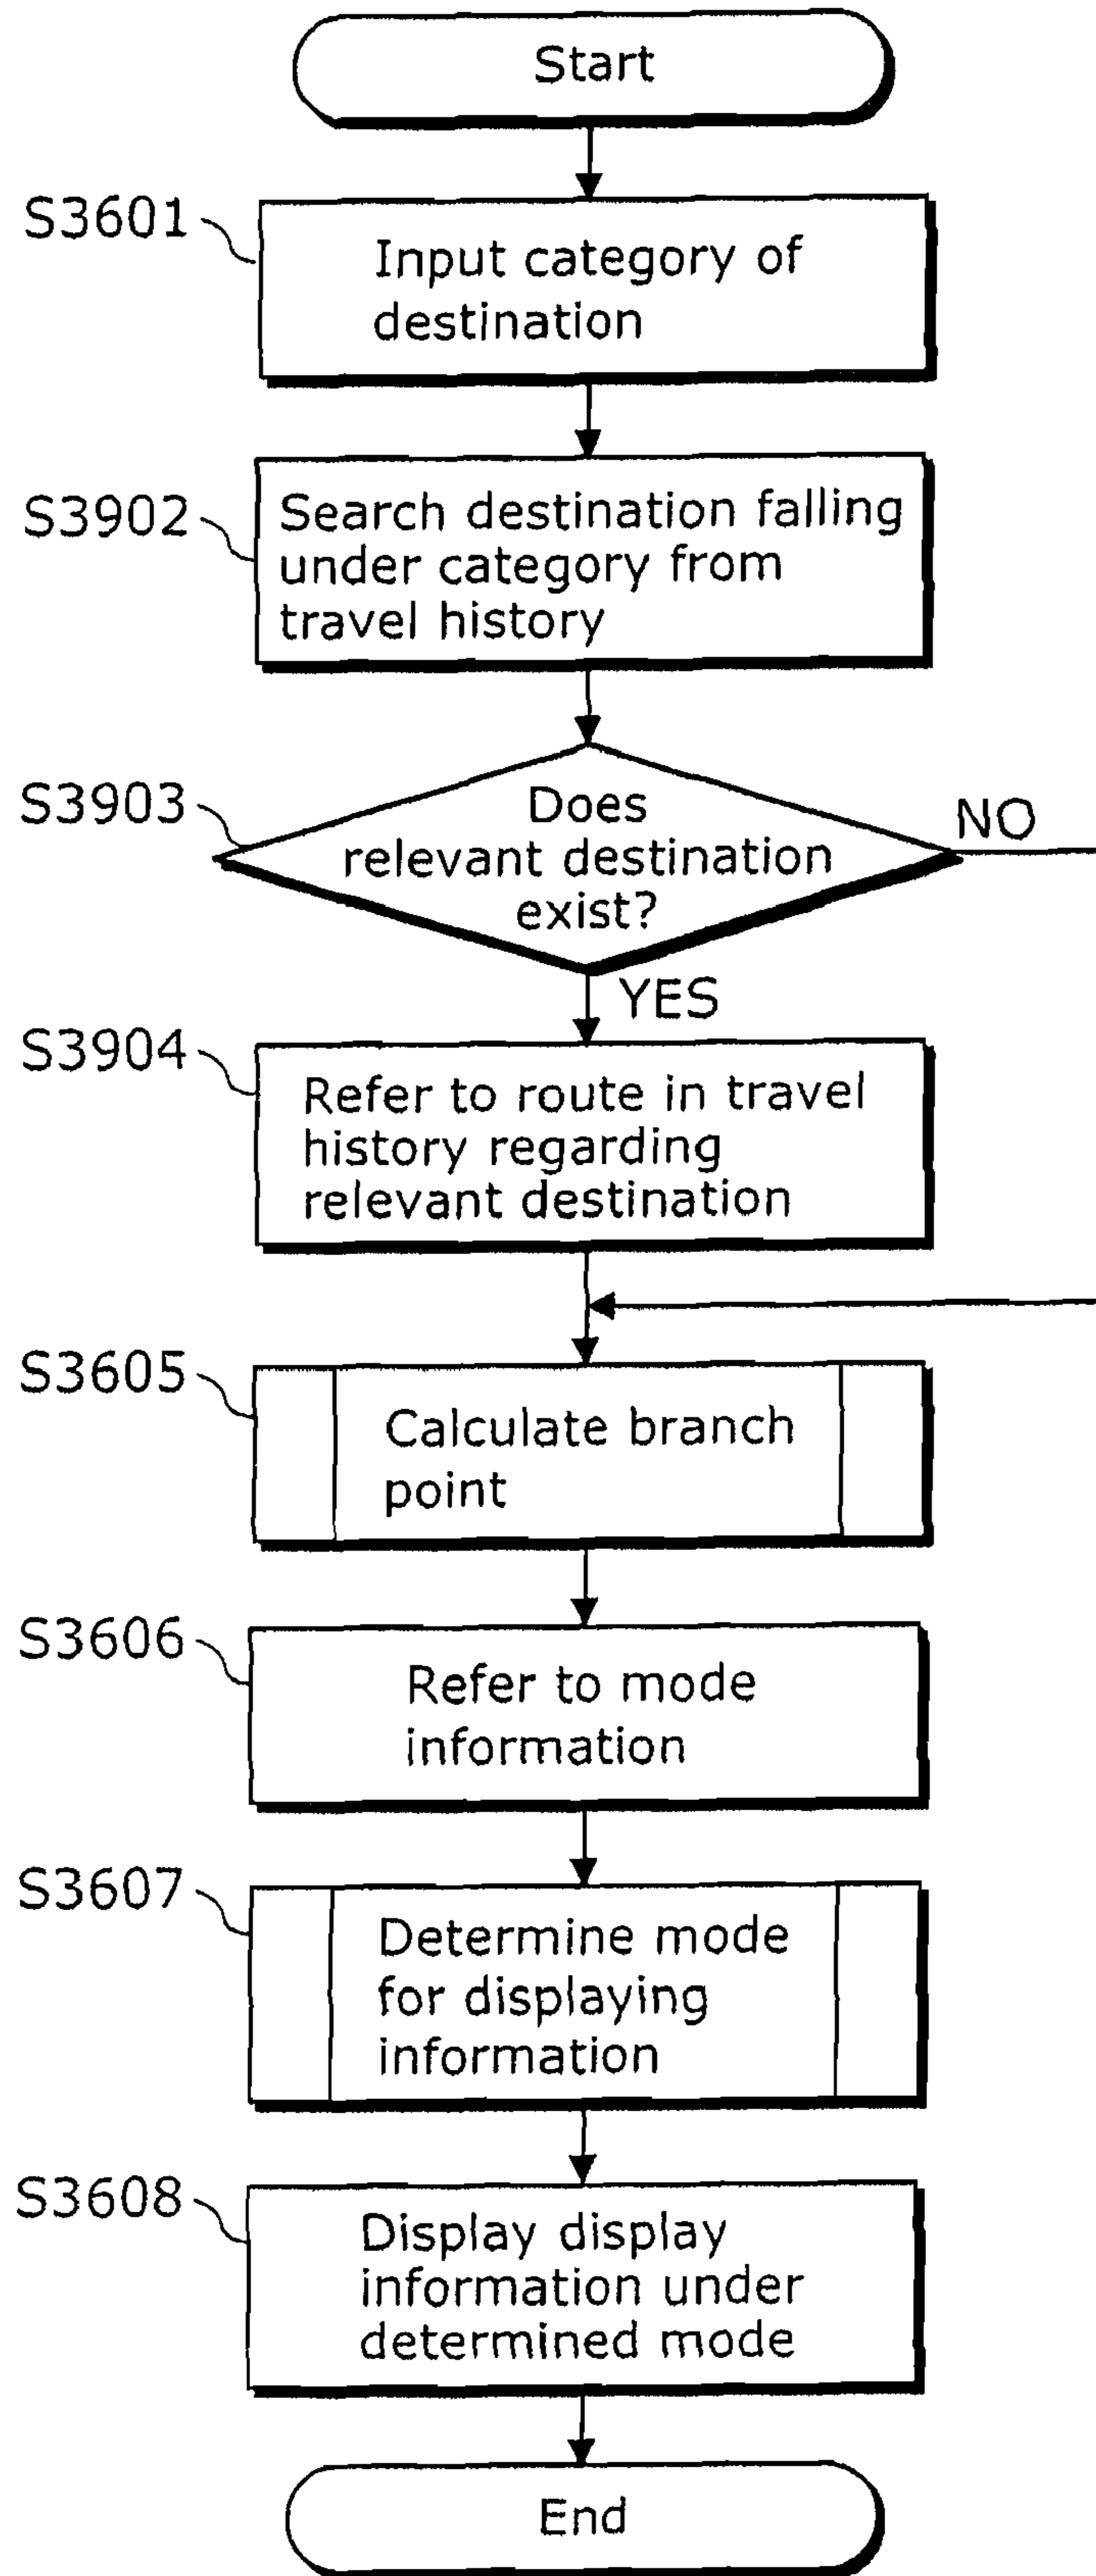 Start
S3601
Input category of
destination
S3902
Search destination falling
under category from
travel history
S3903
Does
relevant destination
exist?
NO
YES
S3904
Refer to route in travel
history regarding
relevant destination
S3605
Calculate branch
point
S3606
Refer to mode
information
S3607
Determine mode
for displaying
information
S3608
Display display
information under
determined mode
End